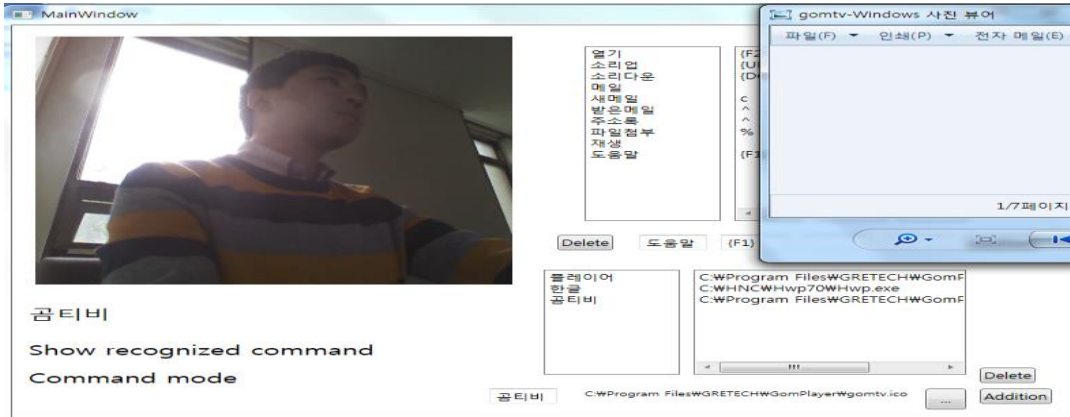 MainWindow
gomtv-Windows 사진 뷰어
파일(F) 인쇄(P) 전자 메일(E)
열기
소리업
소리다운
메일
새메일
받은메일
주소록
파일첨부
재생
도움말
{F2
{U
{D
c
^
^
%
{F1
1/7페이지
Delete
도움말
{F1}
플레이어
한글
곰티비
C:₩Program Files₩GRETECH₩GomP
C:₩HNC₩Hwp70₩Hwp.exe
C:₩Program Files₩GRETECH₩GomP
곰티비
Show recognized command
Command mode
Delete
곰티비
C:₩Program Files₩GRETECH₩GomPlayer₩gomtv.ico
...
Addition